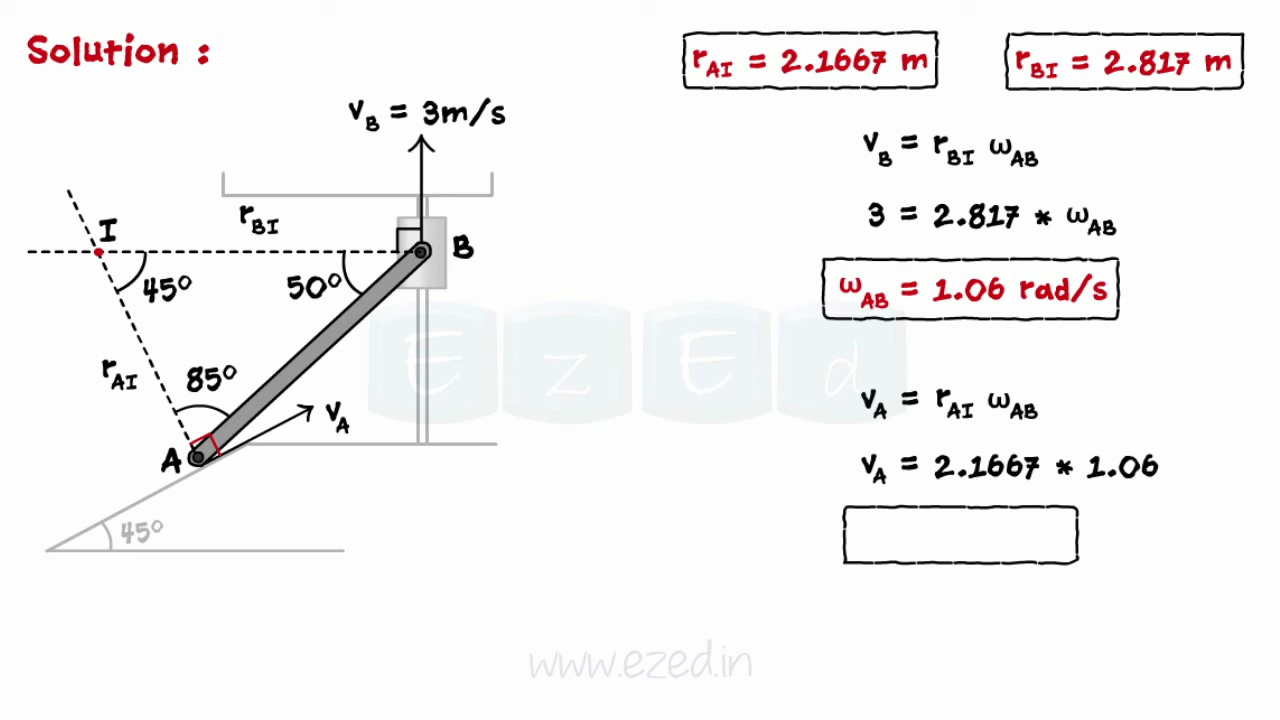 Solution :
r_AI = 2.1667 m
r_BI = 2.817 m
v_B = 3m/s
v_B = r_BI ω_AB
3 = 2.817 * ω_AB
ω_AB = 1.06 rad/s
v_A = r_AI ω_AB
v_A = 2.1667 * 1.06
r_BI
I
B
45°
50°
r_AI
85°
v_A
A
45°
EzEd
www.ezed.in